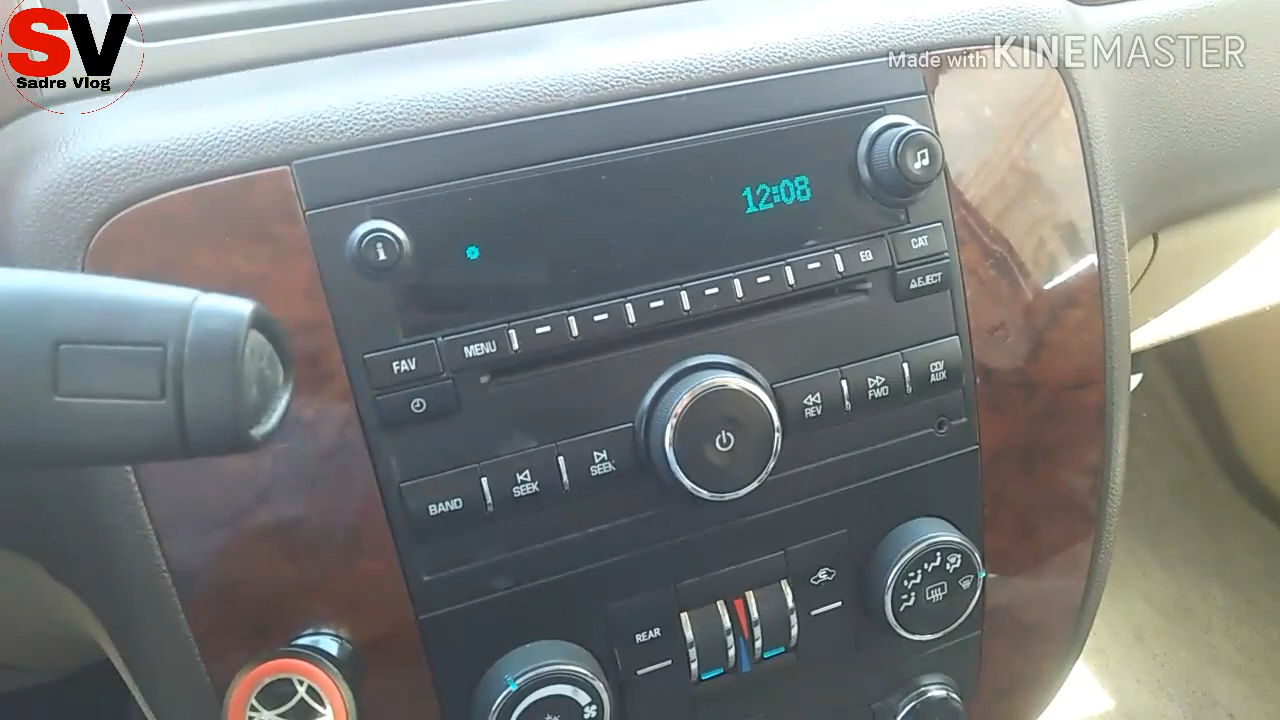 SV
Sadre Vlog
Made with KINEMASTER
12:08
i
CAT
EQ
EJECT
MENU
FAV
CD/
AUX
FWD
REV
SEEK
SEEK
BAND
REAR